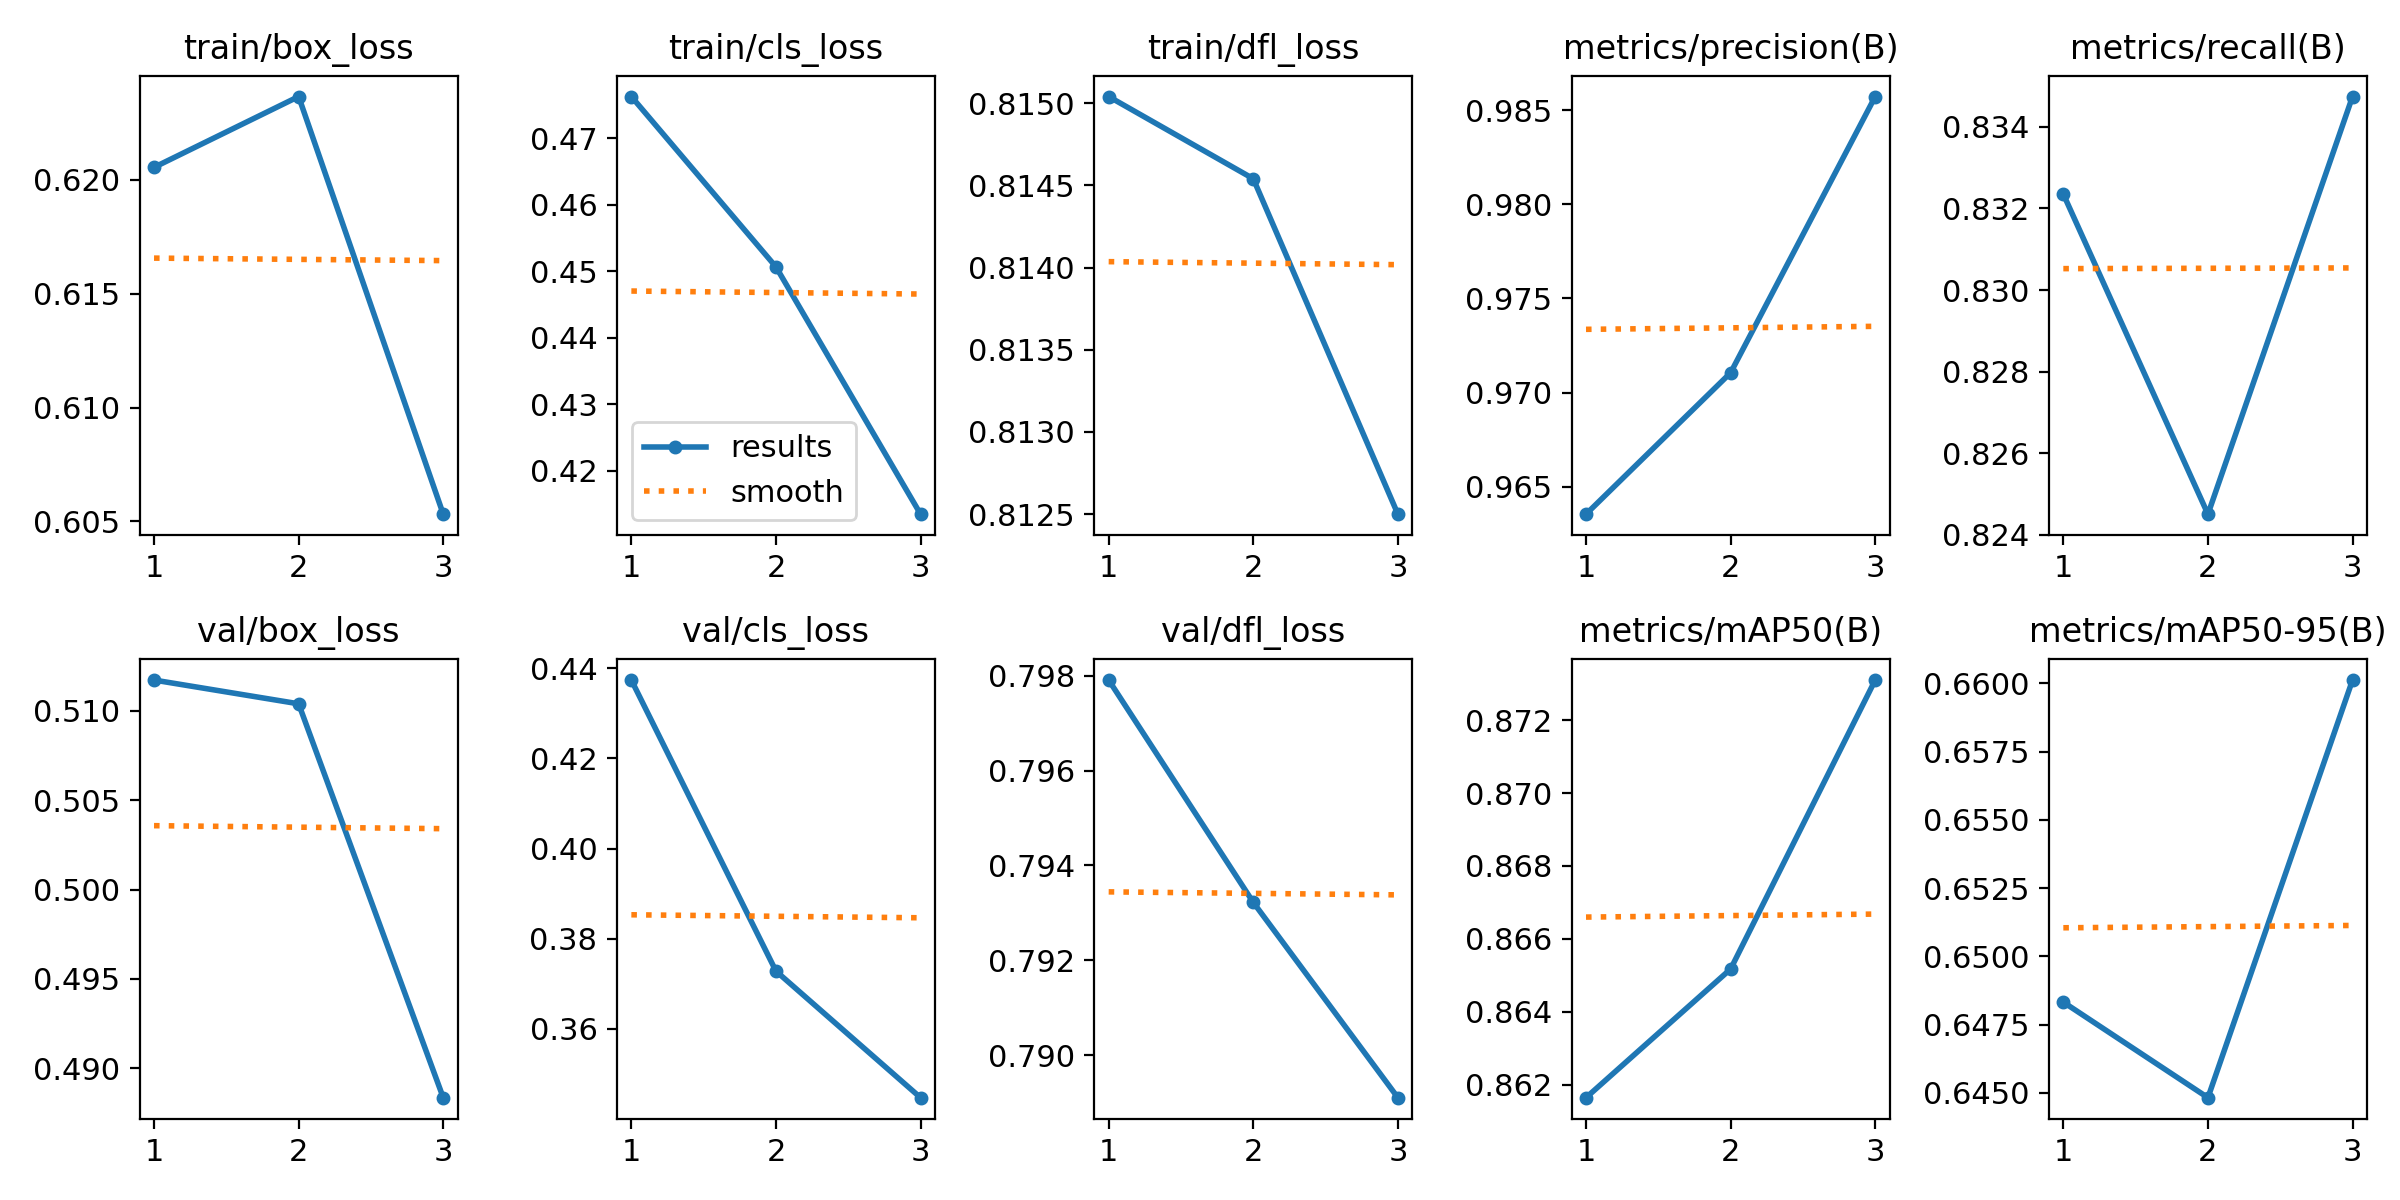 train/box_loss
0.620
0.615
0.610
0.605
1 2 3
train/cls_loss
0.47
0.46
0.45
0.44
0.43
0.42
results
smooth
1 2 3
train/dfl_loss
0.8150
0.8145
0.8140
0.8135
0.8130
0.8125
1 2 3
metrics/precision(B)
0.985
0.980
0.975
0.970
0.965
1 2 3
metrics/recall(B)
0.834
0.832
0.830
0.828
0.826
0.824
1 2 3
val/box_loss
0.510
0.505
0.500
0.495
0.490
1 2 3
val/cls_loss
0.44
0.42
0.40
0.38
0.36
1 2 3
val/dfl_loss
0.798
0.796
0.794
0.792
0.790
1 2 3
metrics/mAP50(B)
0.872
0.870
0.868
0.866
0.864
0.862
1 2 3
metrics/mAP50-95(B)
0.6600
0.6575
0.6550
0.6525
0.6500
0.6475
0.6450
1 2 3